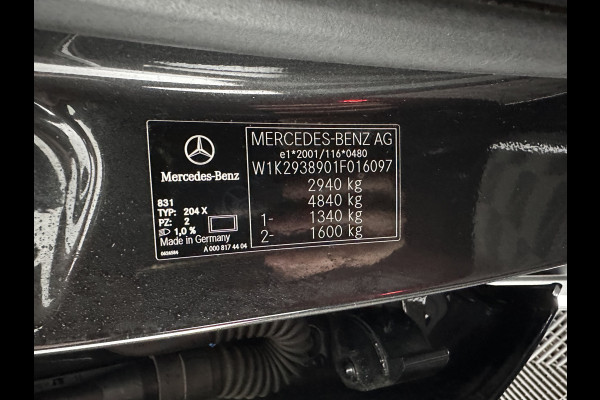 Mercedes-Benz
831
TYP: 204 X
PZ: 2
1,0 %
Made in Germany
A 000 817 44 04
MERCEDES-BENZ AG
e1*2001/116*0480
W1K2938901F016097
2940 kg
4840 kg
1- 1340 kg
2- 1600 kg